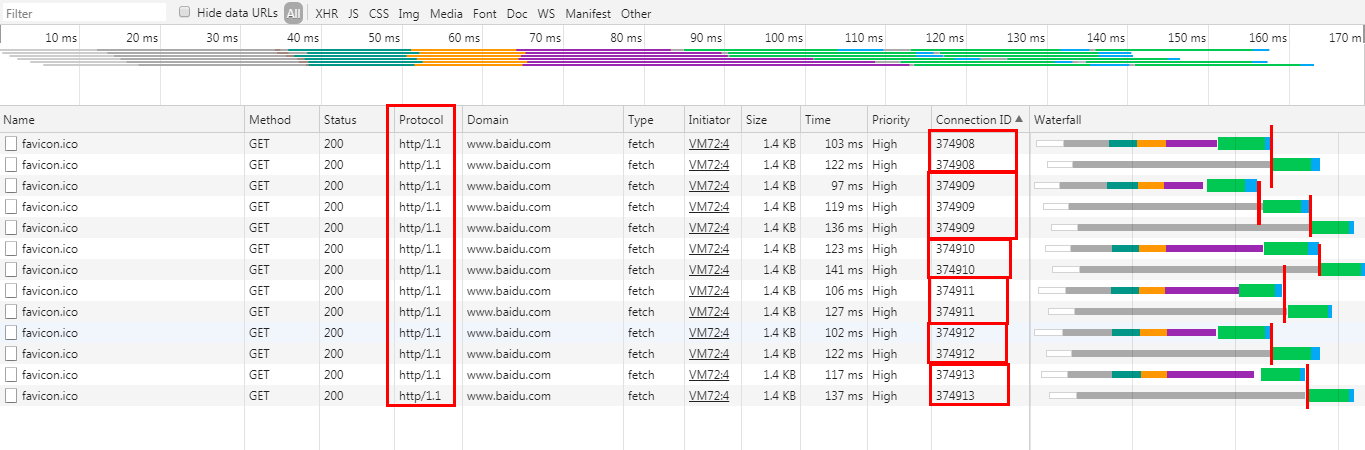 Filter Hide data URLs All XHR JS CSS Img Media Font Doc WS Manifest Other
10 ms 20 ms 30 ms 40 ms 50 ms 60 ms 70 ms 80 ms 90 ms 100 ms 110 ms 120 ms 130 ms 140 ms 150 ms 160 ms 170 m
Name Method Status Protocol Domain Type Initiator Size Time Priority Connection ID Waterfall
favicon.ico GET 200 http/1.1 www.baidu.com fetch VM72:4 1.4 KB 103 ms High 374908
favicon.ico GET 200 http/1.1 www.baidu.com fetch VM72:4 1.4 KB 122 ms High 374908
favicon.ico GET 200 http/1.1 www.baidu.com fetch VM72:4 1.4 KB 97 ms High 374909
favicon.ico GET 200 http/1.1 www.baidu.com fetch VM72:4 1.4 KB 119 ms High 374909
favicon.ico GET 200 http/1.1 www.baidu.com fetch VM72:4 1.4 KB 136 ms High 374909
favicon.ico GET 200 http/1.1 www.baidu.com fetch VM72:4 1.4 KB 123 ms High 374910
favicon.ico GET 200 http/1.1 www.baidu.com fetch VM72:4 1.4 KB 141 ms High 374910
favicon.ico GET 200 http/1.1 www.baidu.com fetch VM72:4 1.4 KB 106 ms High 374911
favicon.ico GET 200 http/1.1 www.baidu.com fetch VM72:4 1.4 KB 127 ms High 374911
favicon.ico GET 200 http/1.1 www.baidu.com fetch VM72:4 1.4 KB 102 ms High 374912
favicon.ico GET 200 http/1.1 www.baidu.com fetch VM72:4 1.4 KB 122 ms High 374912
favicon.ico GET 200 http/1.1 www.baidu.com fetch VM72:4 1.4 KB 117 ms High 374913
favicon.ico GET 200 http/1.1 www.baidu.com fetch VM72:4 1.4 KB 137 ms High 374913